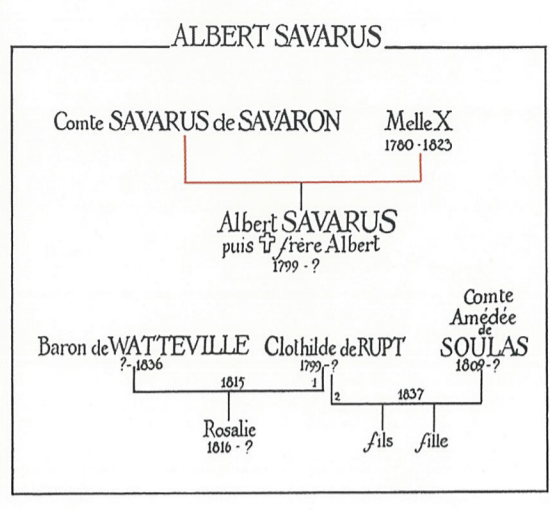 ALBERT SAVARUS
Comte SAVARUS de SAVARON
Melle X
1780 - 1823
Albert SAVARUS
puis ✝ frère Albert
1799 - ?
Baron de WATTEVILLE
?- 1836
Clothilde de RUPT
1799 - ?
Comte
Amédée
de
SOULAS
1809 - ?
1815
1
2
1837
Rosalie
1816 - ?
fils
fille